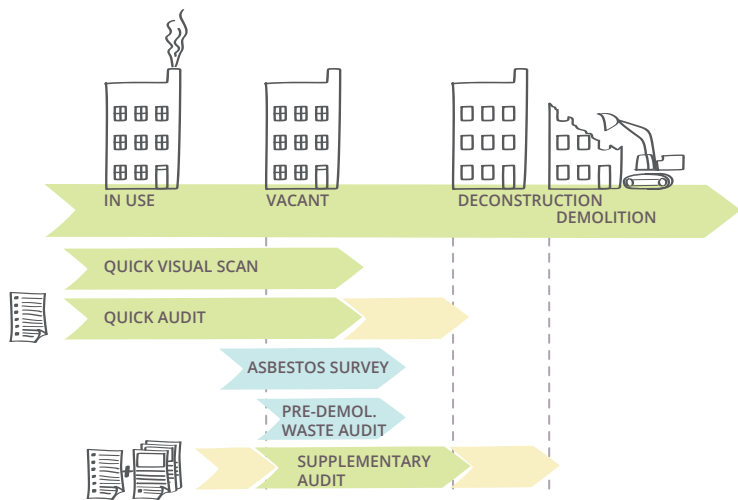 IN USE
VACANT
DECONSTRUCTION
DEMOLITION
QUICK VISUAL SCAN
QUICK AUDIT
ASBESTOS SURVEY
PRE-DEMOL.
WASTE AUDIT
SUPPLEMENTARY
AUDIT